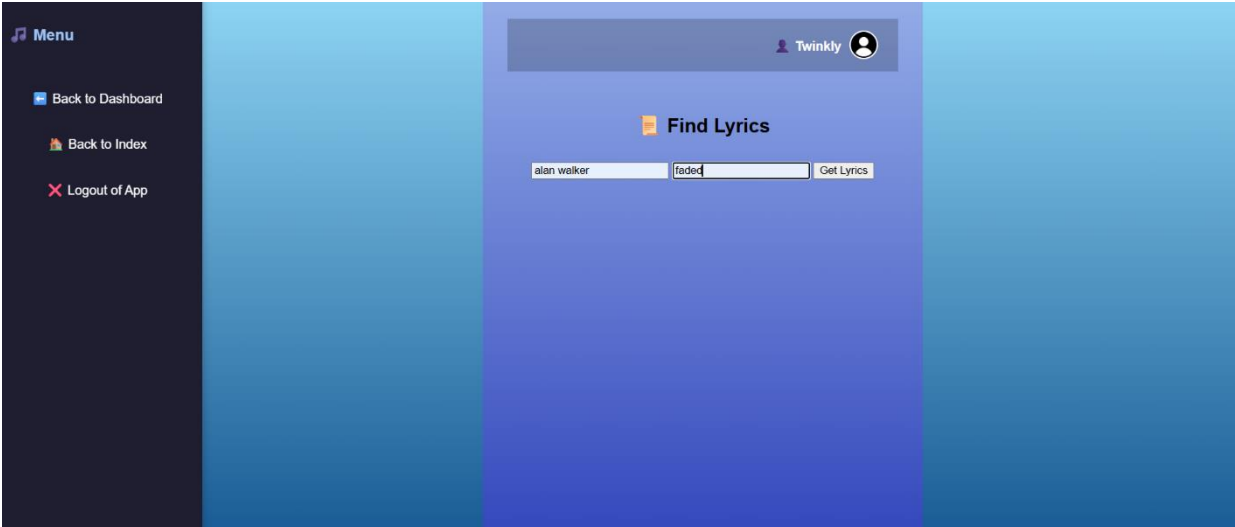 Menu
Back to Dashboard
Back to Index
Logout of App
Twinkly
Find Lyrics
alan walker faded Get Lyrics